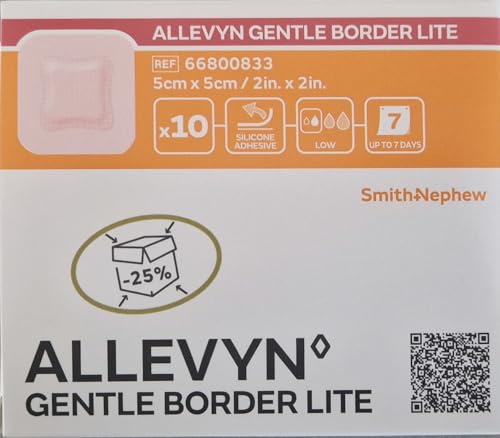 ALLEVYN GENTLE BORDER LITE
REF 66800833
5cm x 5cm / 2in. x 2in.
x10
SILICONE
ADHESIVE
LOW
7
UP TO 7 DAYS
Smith+Nephew
-25%
ALLEVYN◊
GENTLE BORDER LITE